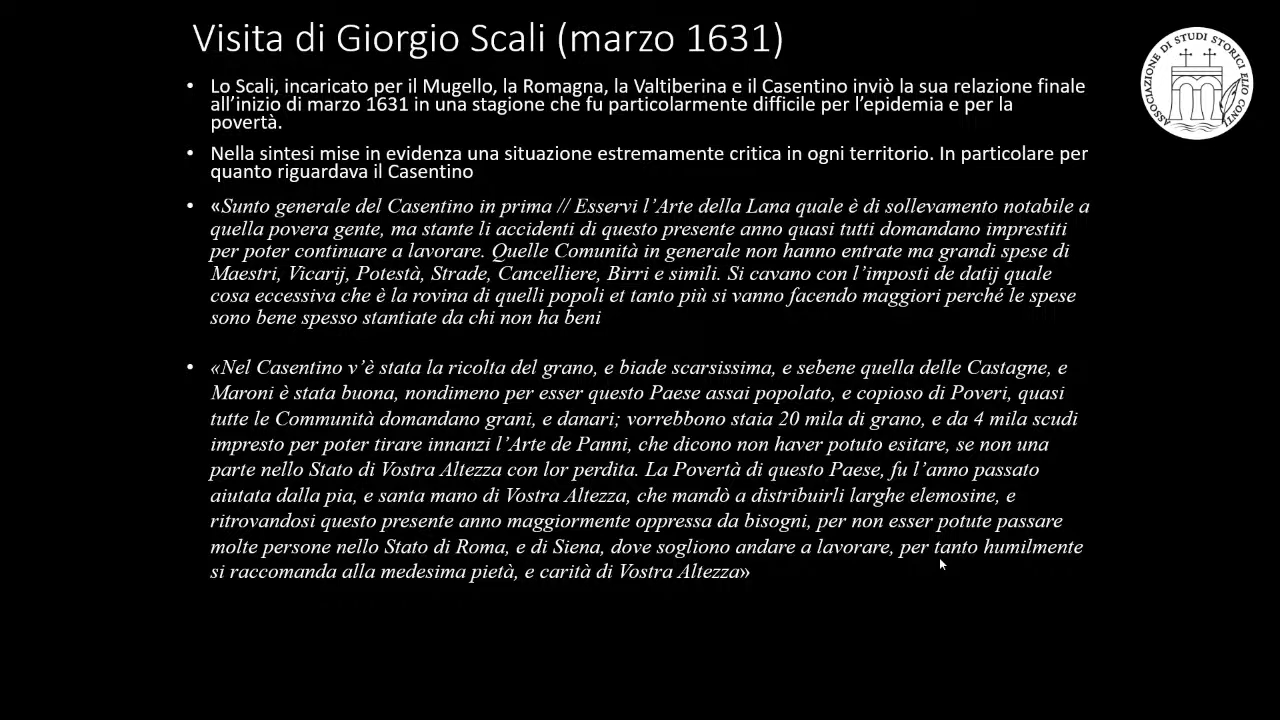 Visita di Giorgio Scali (marzo 1631)
• Lo Scali, incaricato per il Mugello, la Romagna, la Valtiberina e il Casentino inviò la sua relazione finale
all’inizio di marzo 1631 in una stagione che fu particolarmente difficile per l’epidemia e per la
povertà.
• Nella sintesi mise in evidenza una situazione estremamente critica in ogni territorio. In particolare per
quanto riguardava il Casentino
• «Sunto generale del Casentino in prima // Esservi l’Arte della Lana quale è di sollevamento notabile a
quella povera gente, ma stante li accidenti di questo presente anno quasi tutti domandano imprestiti
per poter continuare a lavorare. Quelle Comunità in generale non hanno entrate ma grandi spese di
Maestri, Vicarij, Potestà, Strade, Cancelliere, Birri e simili. Si cavano con l’imposti de datij quale
cosa eccessiva che è la rovina di quelli popoli et tanto più si vanno facendo maggiori perché le spese
sono bene spesso stantiate da chi non ha beni
• «Nel Casentino v’è stata la ricolta del grano, e biade scarsissima, e sebene quella delle Castagne, e
Maroni è stata buona, nondimeno per esser questo Paese assai popolato, e copioso di Poveri, quasi
tutte le Communità domandano grani, e danari; vorrebbono staia 20 mila di grano, e da 4 mila scudi
impresto per poter tirare innanzi l’Arte de Panni, che dicono non haver potuto esitare, se non una
parte nello Stato di Vostra Altezza con lor perdita. La Povertà di questo Paese, fu l’anno passato
aiutata dalla pia, e santa mano di Vostra Altezza, che mandò a distribuirli larghe elemosine, e
ritrovandosi questo presente anno maggiormente oppressa da bisogni, per non esser potute passare
molte persone nello Stato di Roma, e di Siena, dove sogliono andare a lavorare, per tanto humilmente
si raccomanda alla medesima pietà, e carità di Vostra Altezza»
ASSOCIAZIONE DI STUDI STORICI ELIO CONTI